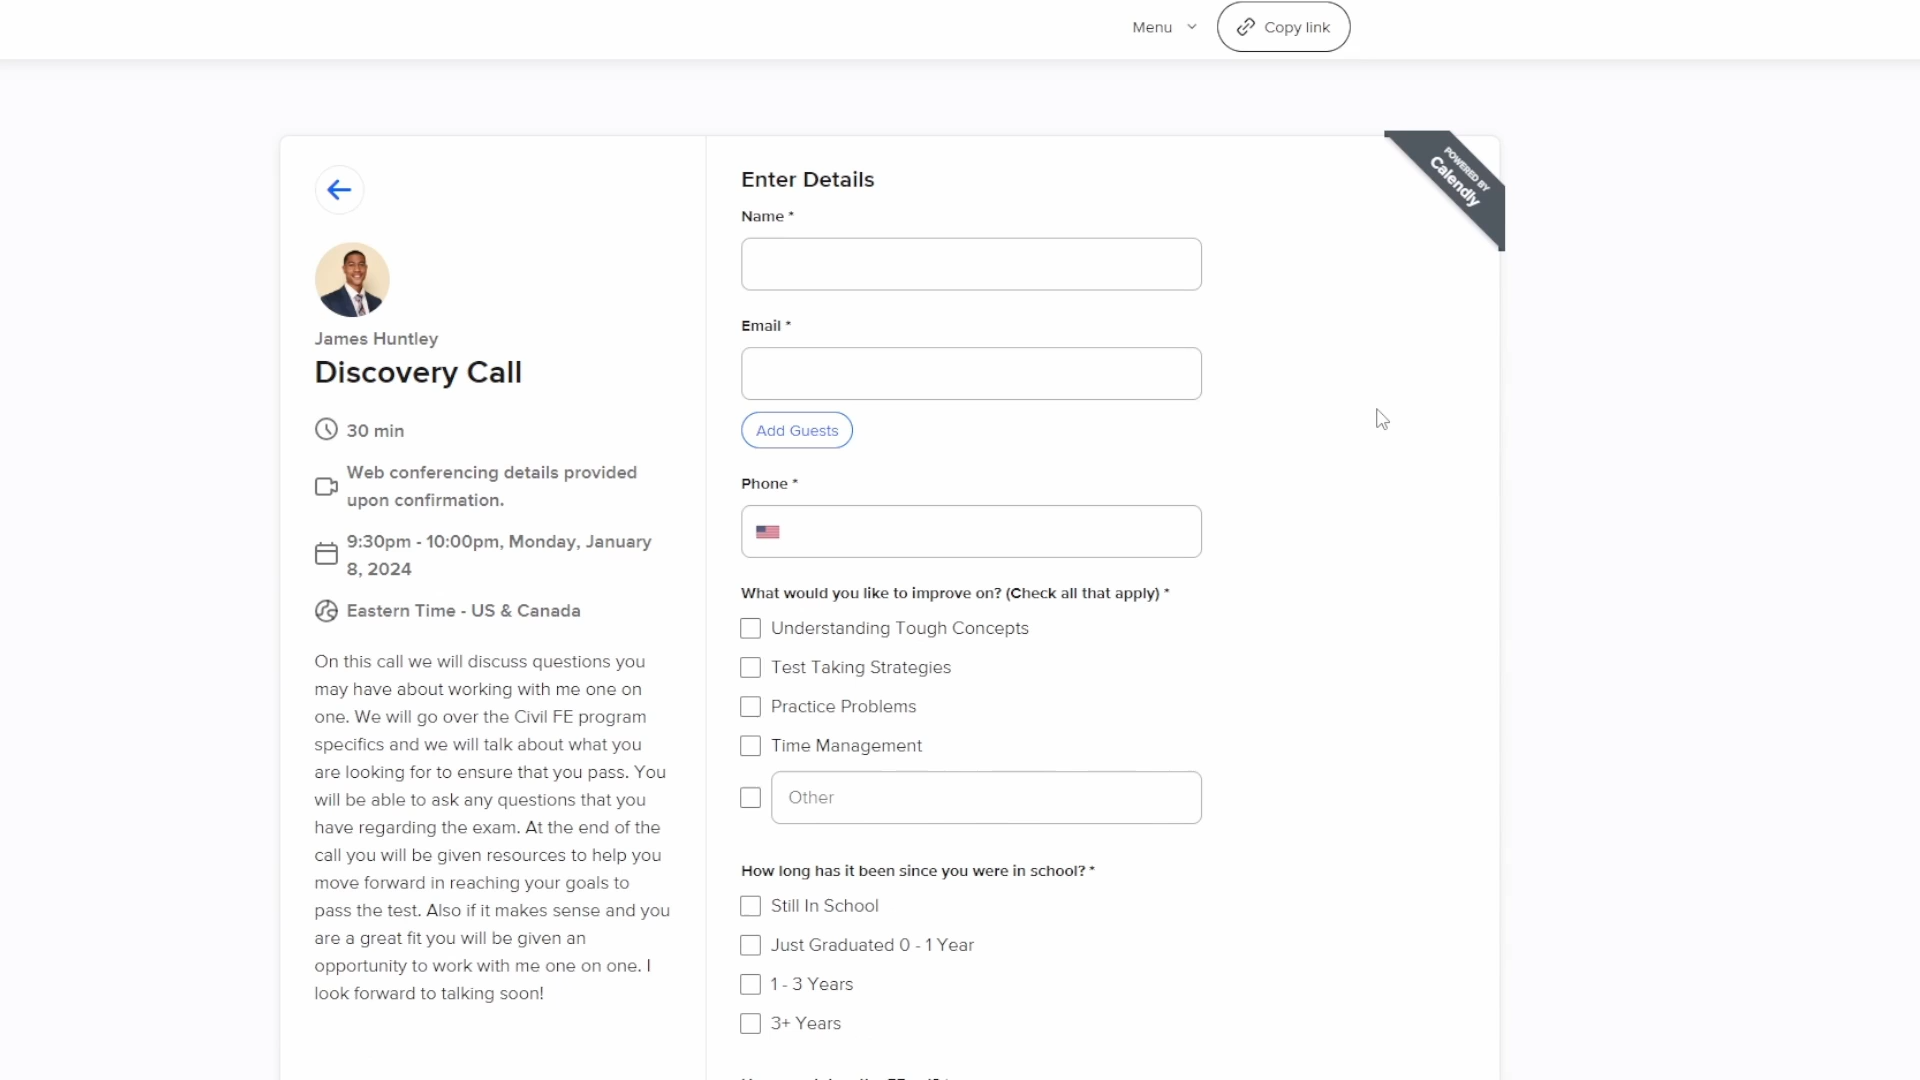 Menu
Copy link
POWERED BY
Calendly
James Huntley
Discovery Call
30 min
Web conferencing details provided
upon confirmation.
9:30pm - 10:00pm, Monday, January
8, 2024
Eastern Time - US & Canada
On this call we will discuss questions you
may have about working with me one on
one. We will go over the Civil FE program
specifics and we will talk about what you
are looking for to ensure that you pass. You
will be able to ask any questions that you
have regarding the exam. At the end of the
call you will be given resources to help you
move forward in reaching your goals to
pass the test. Also if it makes sense and you
are a great fit you will be given an
opportunity to work with me one on one. I
look forward to talking soon!
Enter Details
Name *
Email *
Add Guests
Phone *
What would you like to improve on? (Check all that apply) *
Understanding Tough Concepts
Test Taking Strategies
Practice Problems
Time Management
Other
How long has it been since you were in school? *
Still In School
Just Graduated 0 - 1 Year
1 - 3 Years
3+ Years